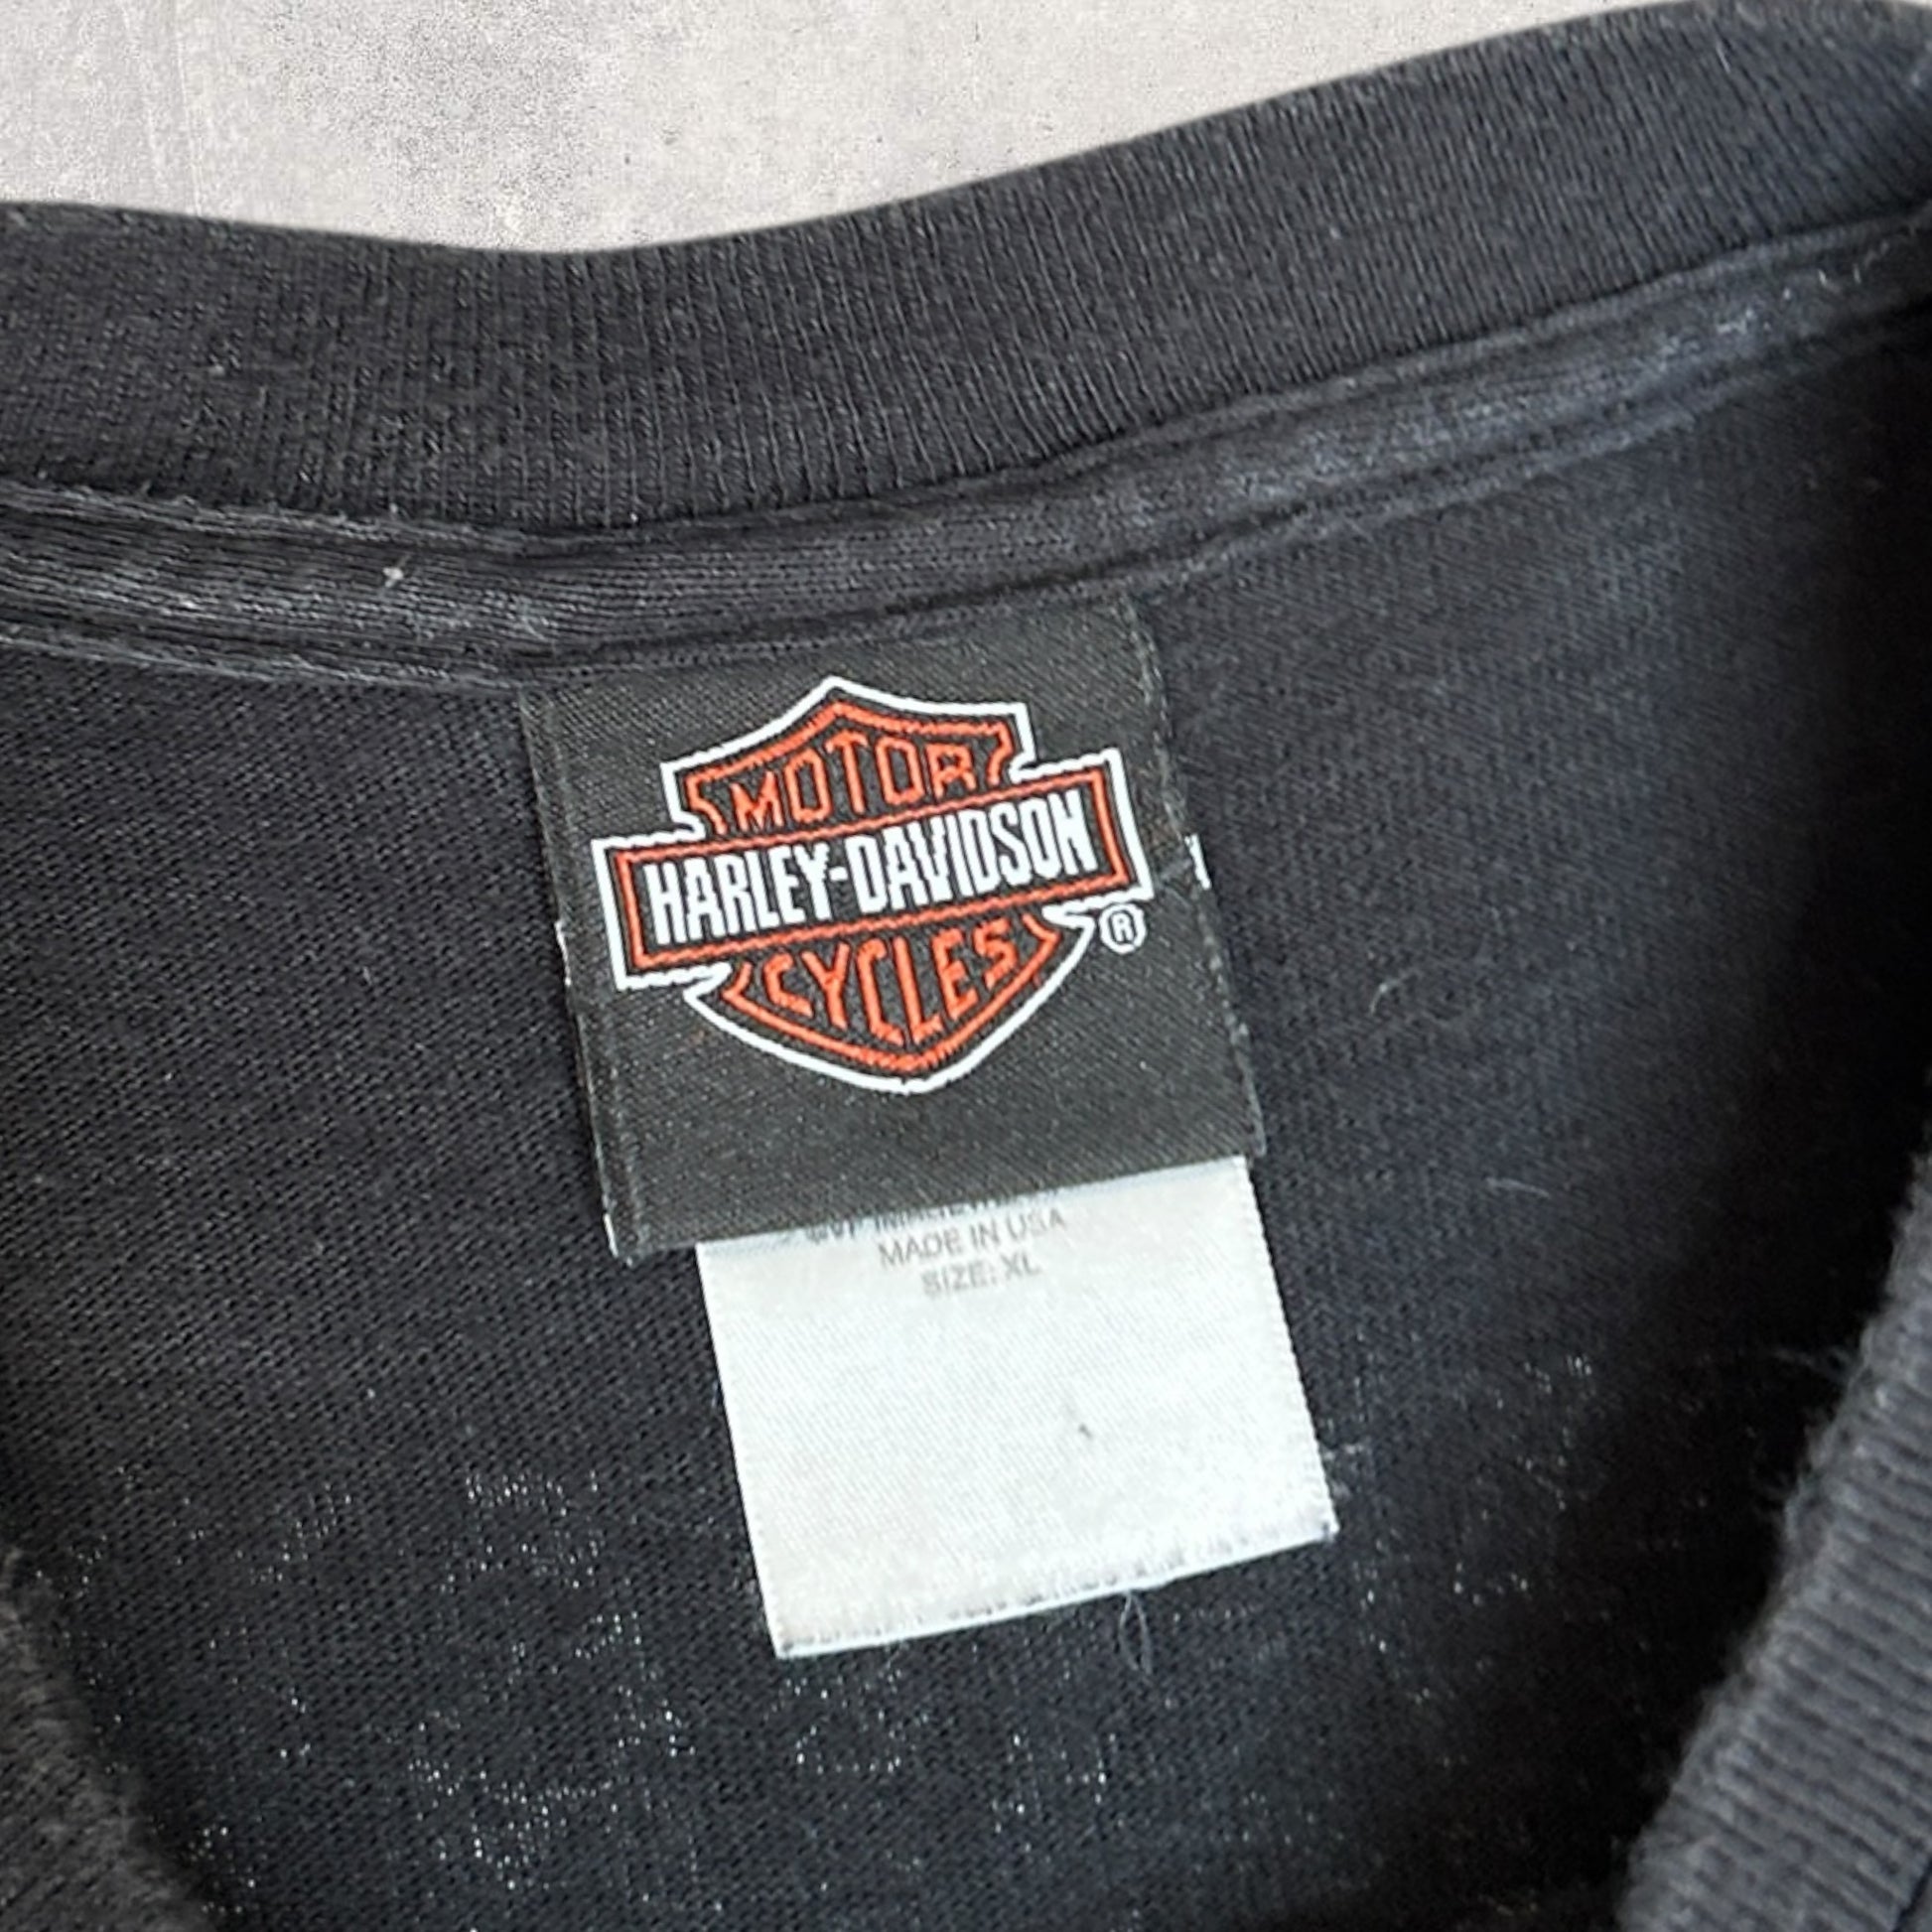 MOTOR
HARLEY-DAVIDSON
CYCLES
®
MADE IN USA
SIZE: XL